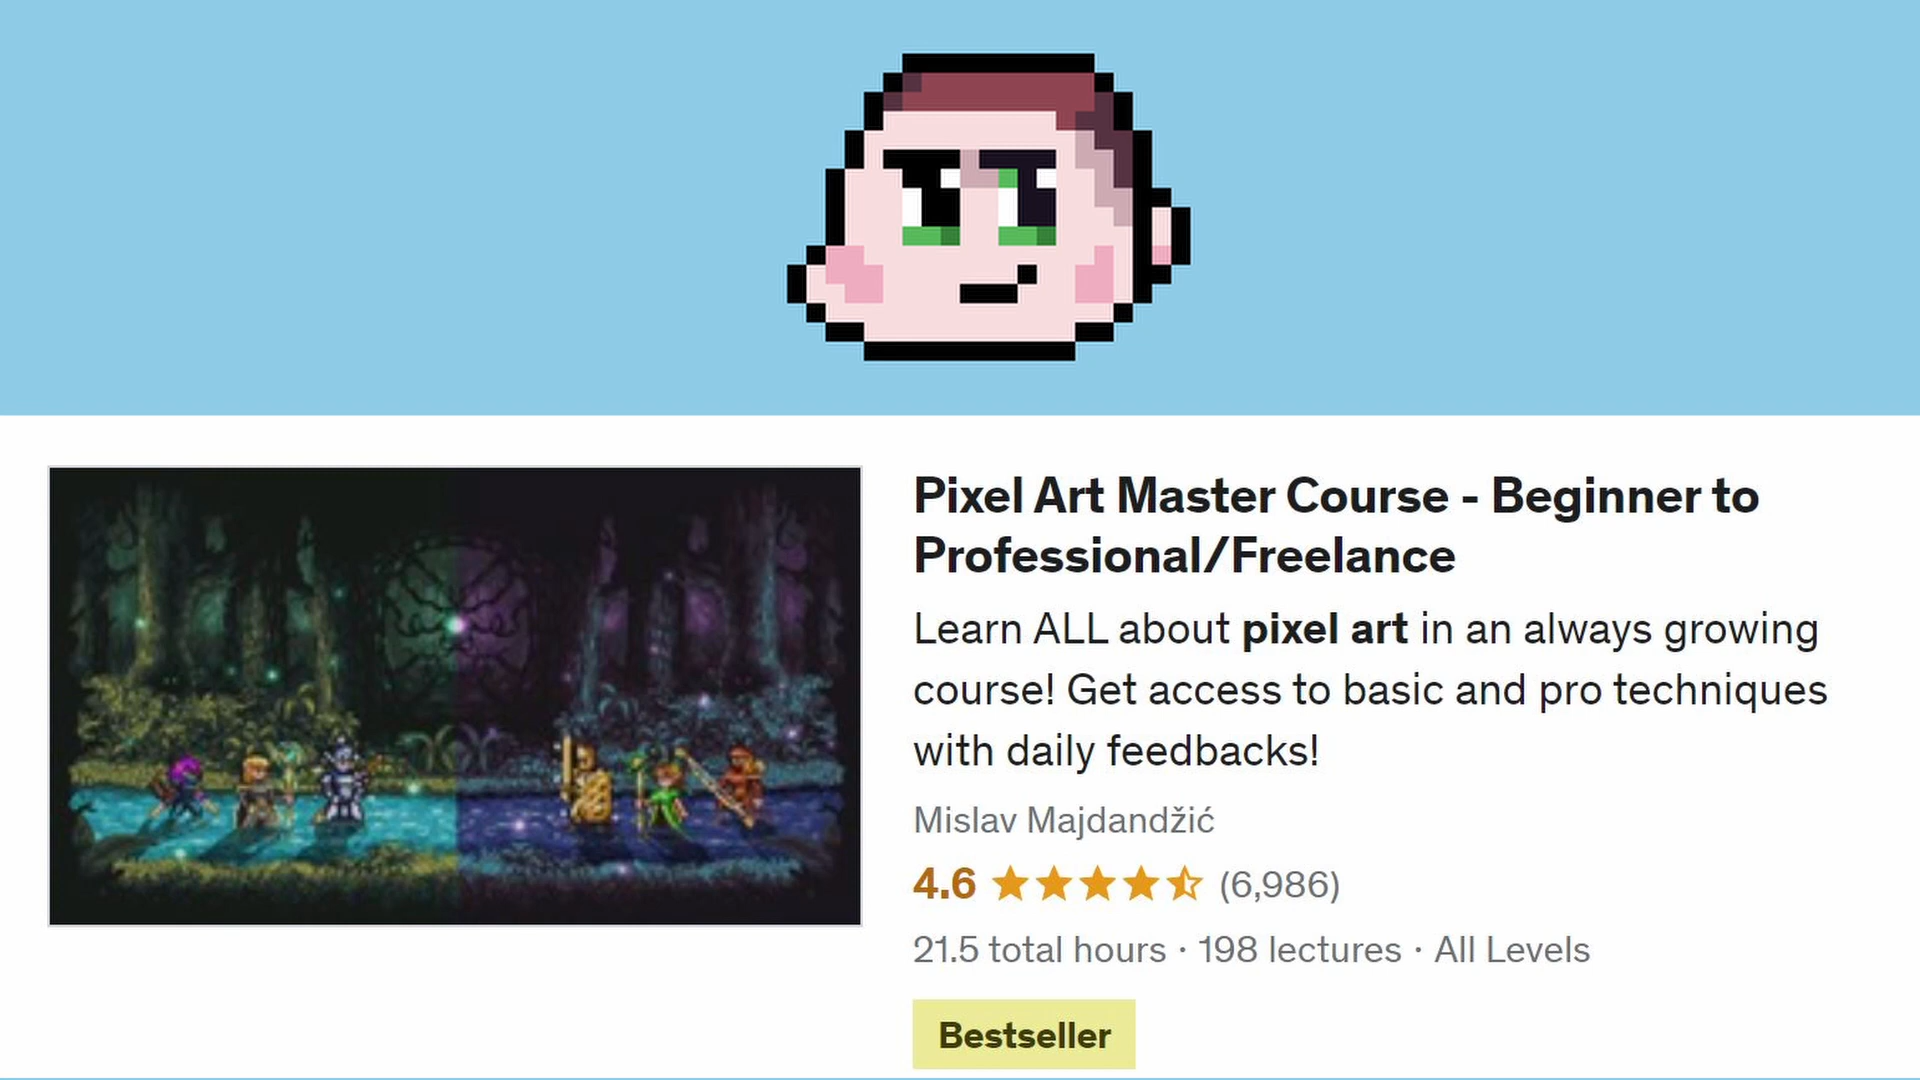 Pixel Art Master Course - Beginner to
Professional/Freelance
Learn ALL about pixel art in an always growing
course! Get access to basic and pro techniques
with daily feedbacks!
Mislav Majdandžić
4.6 (6,986)
21.5 total hours · 198 lectures · All Levels
Bestseller